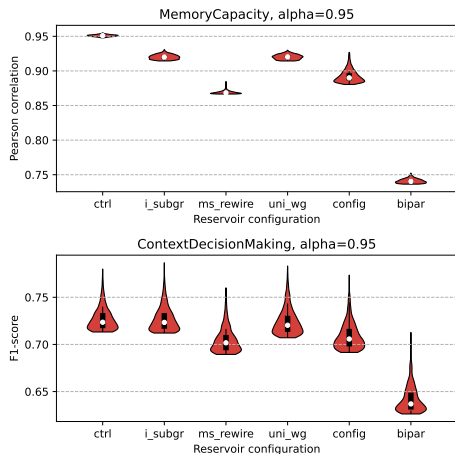 MemoryCapacity, alpha=0.95
Pearson correlation
0.95
0.90
0.85
0.80
0.75
ctrl i_subgr ms_rewire uni_wg config bipar
Reservoir configuration
ContextDecisionMaking, alpha=0.95
F1-score
0.75
0.70
0.65
ctrl i_subgr ms_rewire uni_wg config bipar
Reservoir configuration